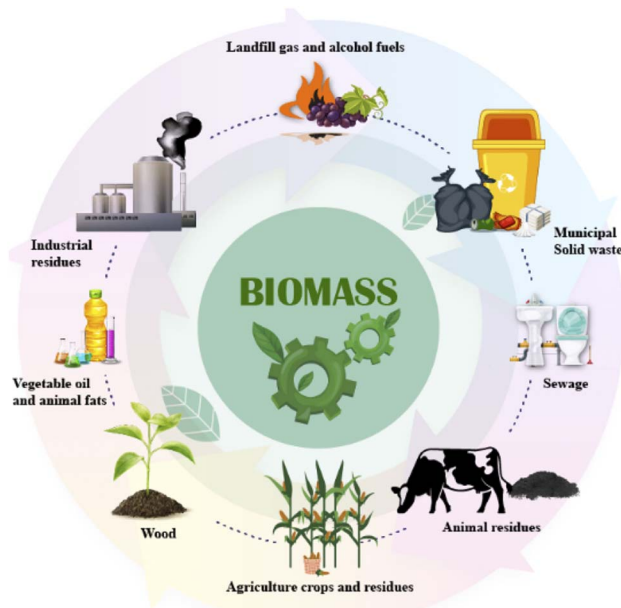 Landfill gas and alcohol fuels
Municipal
Solid waste
Sewage
Animal residues
Agriculture crops and residues
Wood
Vegetable oil
and animal fats
Industrial
residues
BIOMASS